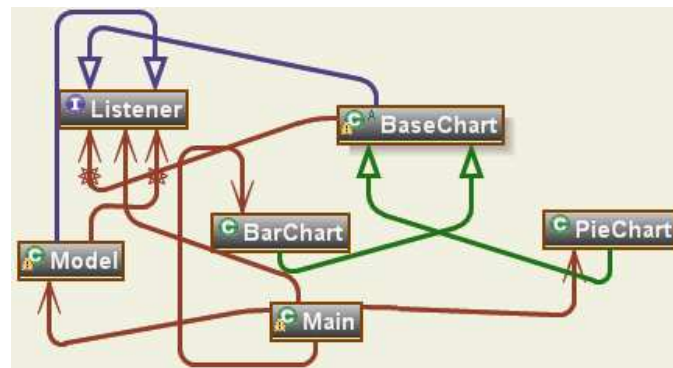 I Listener
C A BaseChart
C BarChart
C PieChart
C Model
C Main